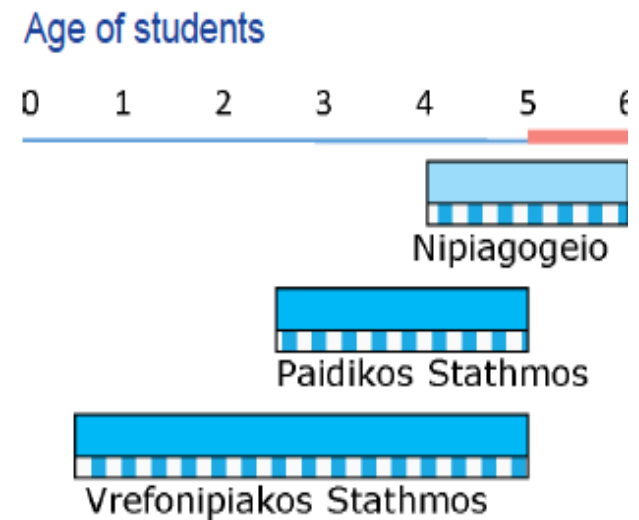 Age of students
0 1 2 3 4 5 6
Nipiagogeio
Paidikos Stathmos
Vrefonipiakos Stathmos